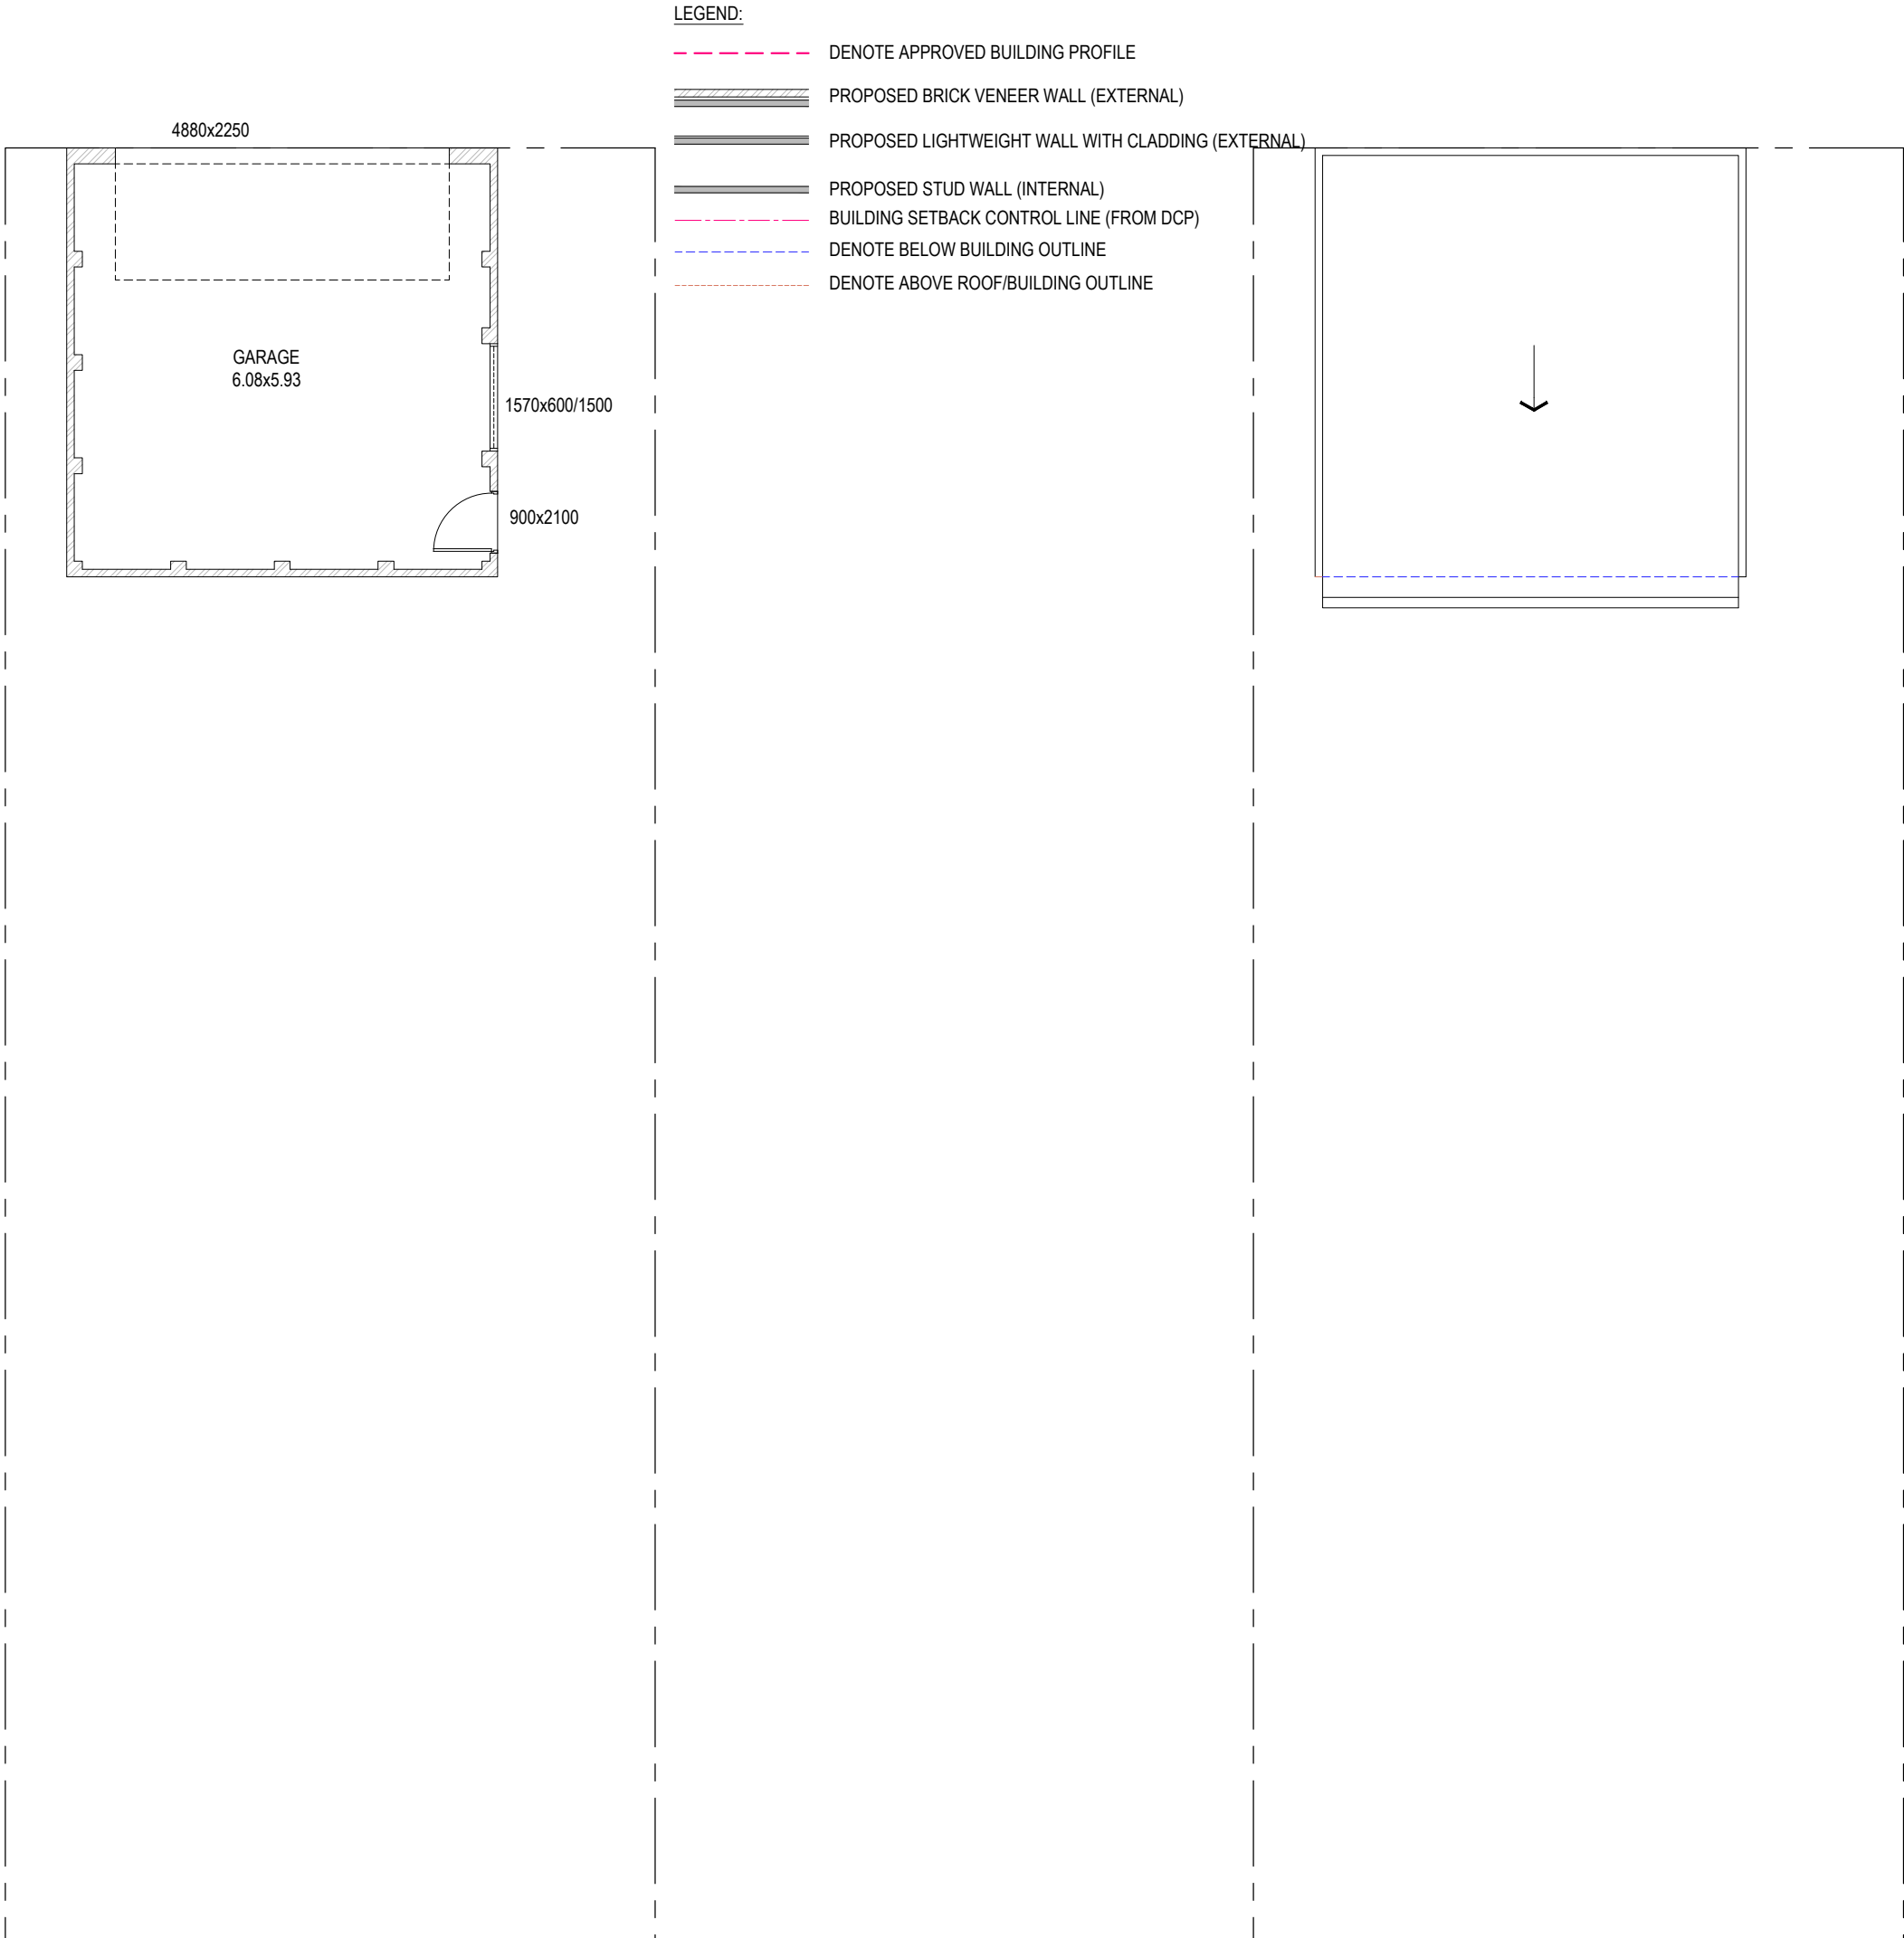 LEGEND:
DENOTE APPROVED BUILDING PROFILE
PROPOSED BRICK VENEER WALL (EXTERNAL)
PROPOSED LIGHTWEIGHT WALL WITH CLADDING (EXTERNAL)
PROPOSED STUD WALL (INTERNAL)
BUILDING SETBACK CONTROL LINE (FROM DCP)
DENOTE BELOW BUILDING OUTLINE
DENOTE ABOVE ROOF/BUILDING OUTLINE
4880x2250
GARAGE
6.08x5.93
1570x600/1500
900x2100